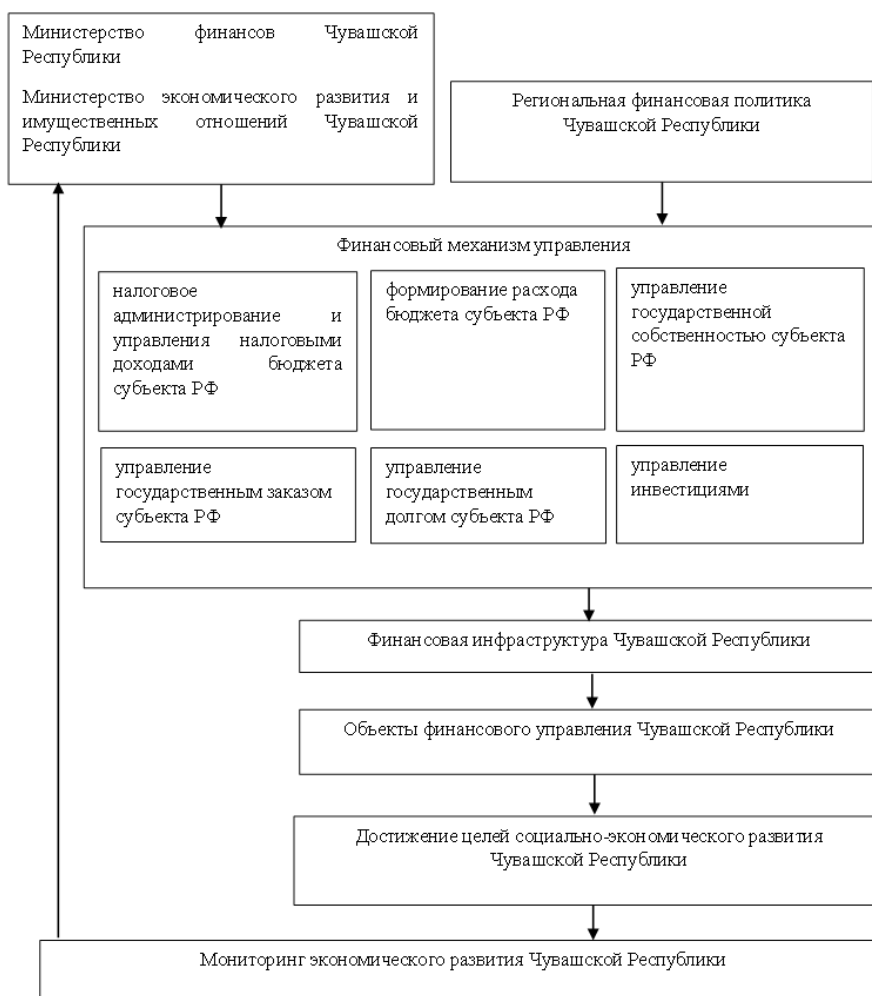 Министерство финансов Чувашской
Республики
Министерство экономического развития и
имущественных отношений Чувашской
Республики
Региональная финансовая политика
Чувашской Республики
Финансовый механизм управления
налоговое
администрирование и
управления налоговыми
доходами бюджета
субъекта РФ
формирование расхода
бюджета субъекта РФ
управление
государственной
собственностью субъекта
РФ
управление
государственным заказом
субъекта РФ
управление
государственным
долгом субъекта РФ
управление
инвестициями
Финансовая инфраструктура Чувашской Республики
Объекты финансового управления Чувашской Республики
Достижение целей социально-экономического развития
Чувашской Республики
Мониторинг экономического развития Чувашской Республики